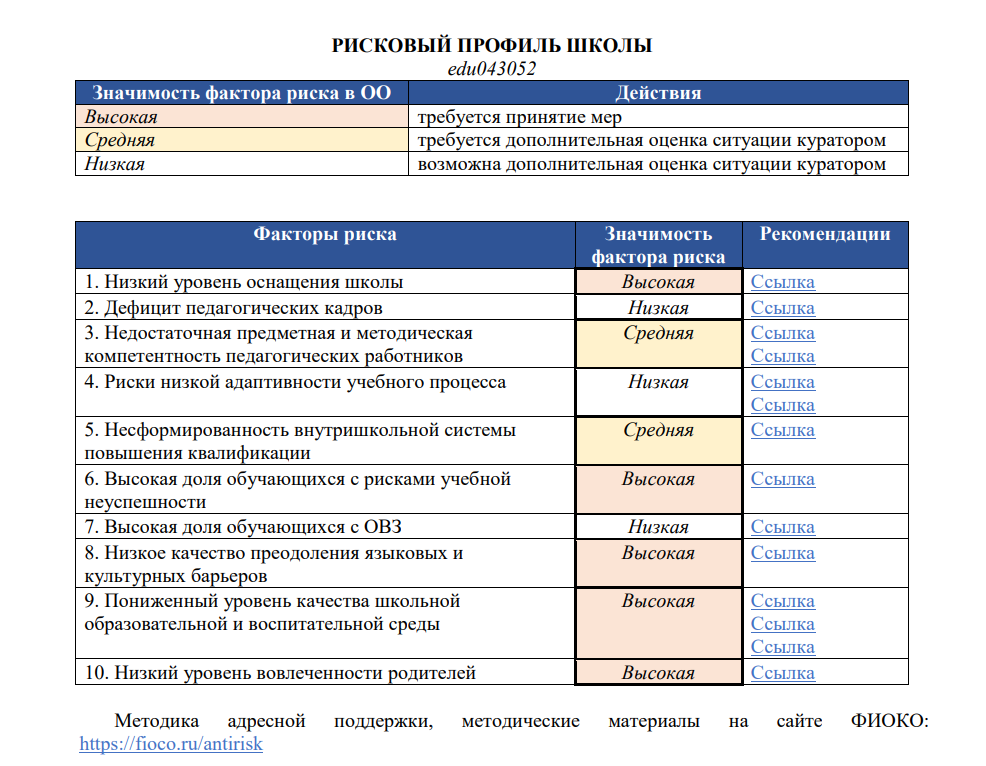 РИСКОВЫЙ ПРОФИЛЬ ШКОЛЫ
edu043052
Значимость фактора риска в ОО Действия
Высокая требуется принятие мер
Средняя требуется дополнительная оценка ситуации куратором
Низкая возможна дополнительная оценка ситуации куратором
Факторы риска Значимость фактора риска Рекомендации
1. Низкий уровень оснащения школы Высокая Ссылка
2. Дефицит педагогических кадров Низкая Ссылка
3. Недостаточная предметная и методическая Средняя Ссылка
компетентность педагогических работников Ссылка
4. Риски низкой адаптивности учебного процесса Низкая Ссылка
Ссылка
5. Несформированность внутришкольной системы Средняя Ссылка
повышения квалификации
6. Высокая доля обучающихся с рисками учебной Высокая Ссылка
неуспешности
7. Высокая доля обучающихся с ОВЗ Низкая Ссылка
8. Низкое качество преодоления языковых и Высокая Ссылка
культурных барьеров
9. Пониженный уровень качества школьной Высокая Ссылка
образовательной и воспитательной среды Ссылка
Ссылка
10. Низкий уровень вовлеченности родителей Высокая Ссылка
Методика адресной поддержки, методические материалы на сайте ФИОКО:
https://fioco.ru/antirisk